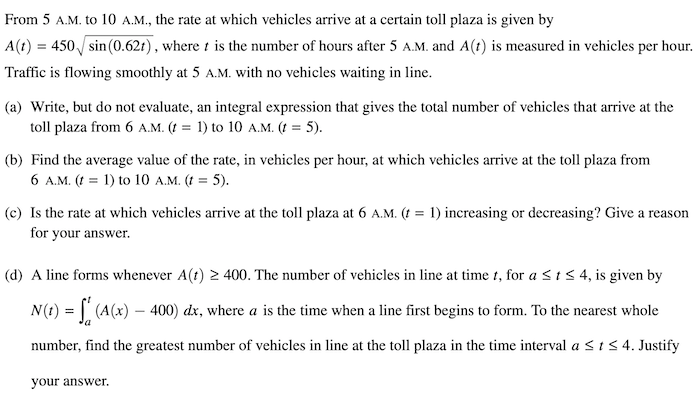 From 5 A.M. to 10 A.M., the rate at which vehicles arrive at a certain toll plaza is given by
A(t) = 450√sin(0.62t), where t is the number of hours after 5 A.M. and A(t) is measured in vehicles per hour.
Traffic is flowing smoothly at 5 A.M. with no vehicles waiting in line.
(a) Write, but do not evaluate, an integral expression that gives the total number of vehicles that arrive at the
toll plaza from 6 A.M. (t = 1) to 10 A.M. (t = 5).
(b) Find the average value of the rate, in vehicles per hour, at which vehicles arrive at the toll plaza from
6 A.M. (t = 1) to 10 A.M. (t = 5).
(c) Is the rate at which vehicles arrive at the toll plaza at 6 A.M. (t = 1) increasing or decreasing? Give a reason
for your answer.
(d) A line forms whenever A(t) ≥ 400. The number of vehicles in line at time t, for a ≤ t ≤ 4, is given by
N(t) = ∫ₐᵗ (A(x) − 400) dx, where a is the time when a line first begins to form. To the nearest whole
number, find the greatest number of vehicles in line at the toll plaza in the time interval a ≤ t ≤ 4. Justify
your answer.